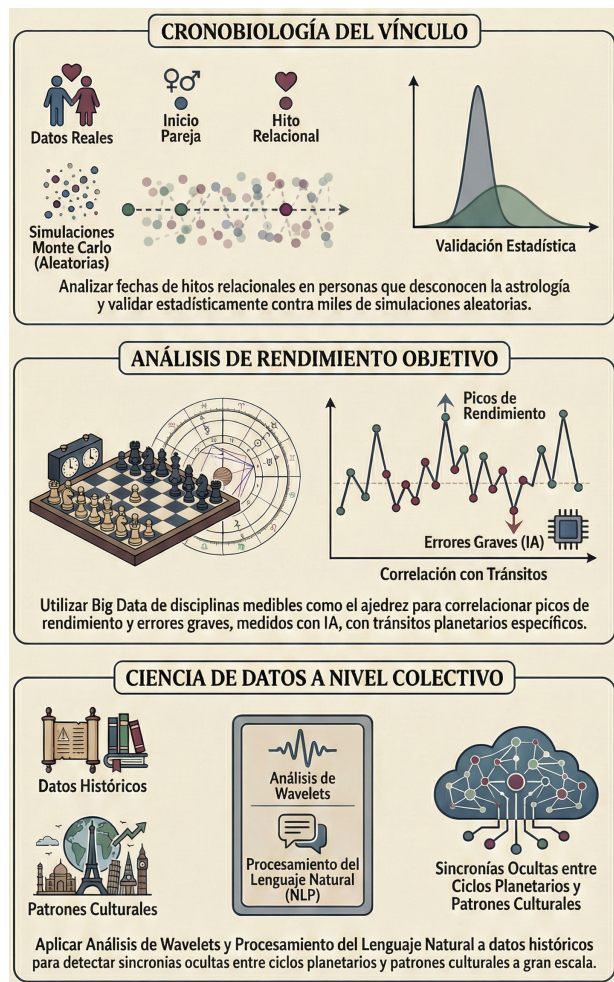 CRONOBIOLOGÍA DEL VÍNCULO
Datos Reales
Inicio
Pareja
Hito
Relacional
Simulaciones
Monte Carlo
(Aleatorias)
Validación Estadística
Analizar fechas de hitos relacionales en personas que desconocen la astrología
y validar estadísticamente contra miles de simulaciones aleatorias.
ANÁLISIS DE RENDIMIENTO OBJETIVO
Picos de
Rendimiento
Errores Graves (IA)
Correlación con Tránsitos
Utilizar Big Data de disciplinas medibles como el ajedrez para correlacionar picos de
rendimiento y errores graves, medidos con IA, con tránsitos planetarios específicos.
CIENCIA DE DATOS A NIVEL COLECTIVO
Datos Históricos
Patrones Culturales
Análisis de
Wavelets
Procesamiento del
Lenguaje Natural
(NLP)
Sincronías Ocultas entre
Ciclos Planetarios y
Patrones Culturales
Aplicar Análisis de Wavelets y Procesamiento del Lenguaje Natural a datos históricos
para detectar sincronias ocultas entre ciclos planetarios y patrones culturales a gran escala.